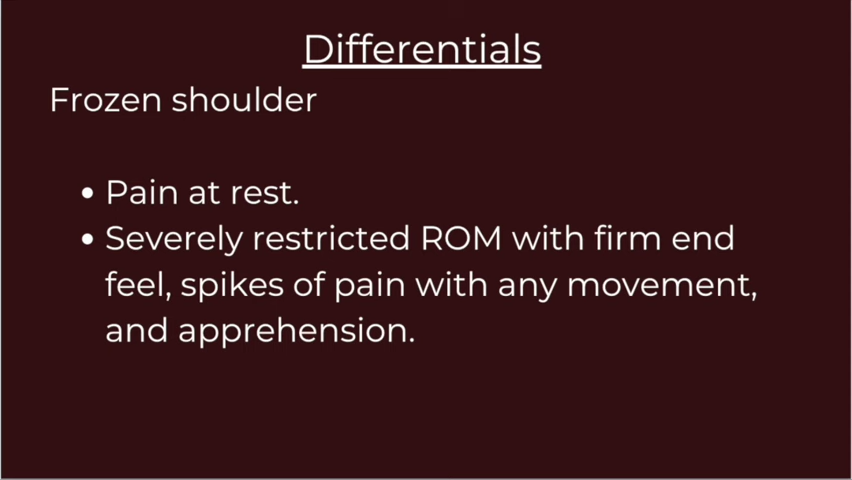 Differentials
Frozen shoulder
• Pain at rest.
• Severely restricted ROM with firm end
feel, spikes of pain with any movement,
and apprehension.